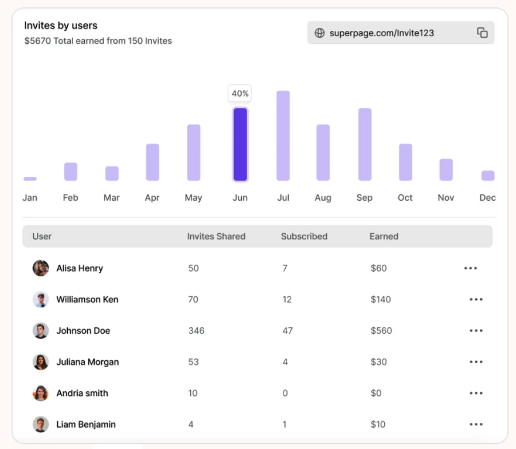 Invites by users
$5670 Total earned from 150 Invites
superpage.com/Invite123
40%
Jan Feb Mar Apr May Jun Jul Aug Sep Oct Nov Dec
User Invites Shared Subscribed Earned
Alisa Henry 50 7 $60
Williamson Ken 70 12 $140
Johnson Doe 346 47 $560
Juliana Morgan 53 4 $30
Andria smith 10 0 $0
Liam Benjamin 4 1 $10